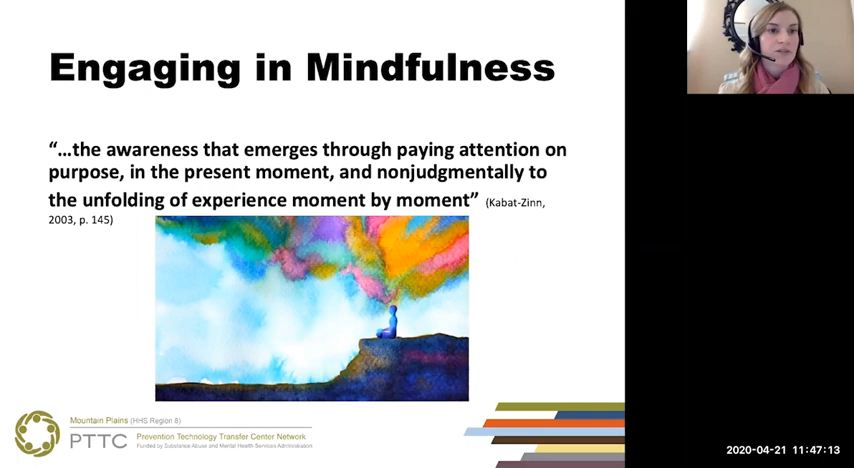 Engaging in Mindfulness
“...the awareness that emerges through paying attention on
purpose, in the present moment, and nonjudgmentally to
the unfolding of experience moment by moment” (Kabat-Zinn,
2003, p. 145)
Mountain Plains (HHS Region 8)
PTTC Prevention Technology Transfer Center Network
Funded by Substance Abuse and Mental Health Services Administration
2020-04-21 11:47:13